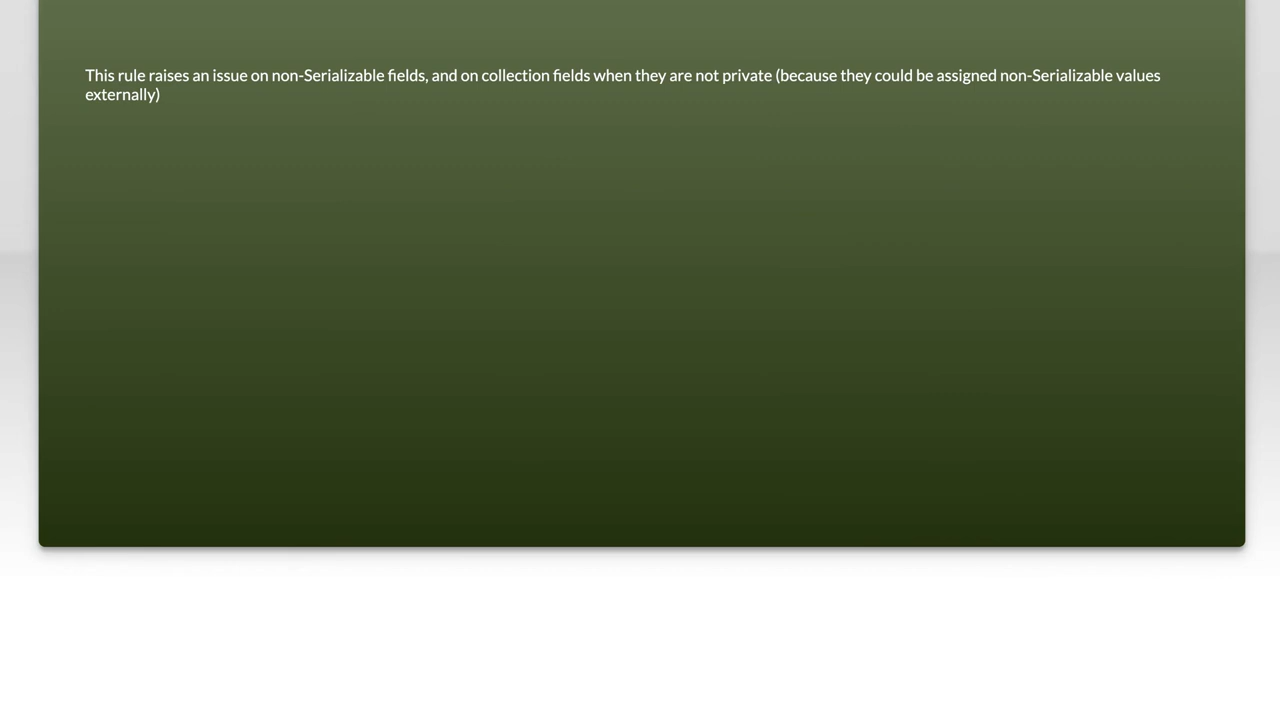 This rule raises an issue on non-Serializable fields, and on collection fields when they are not private (because they could be assigned non-Serializable values
externally)